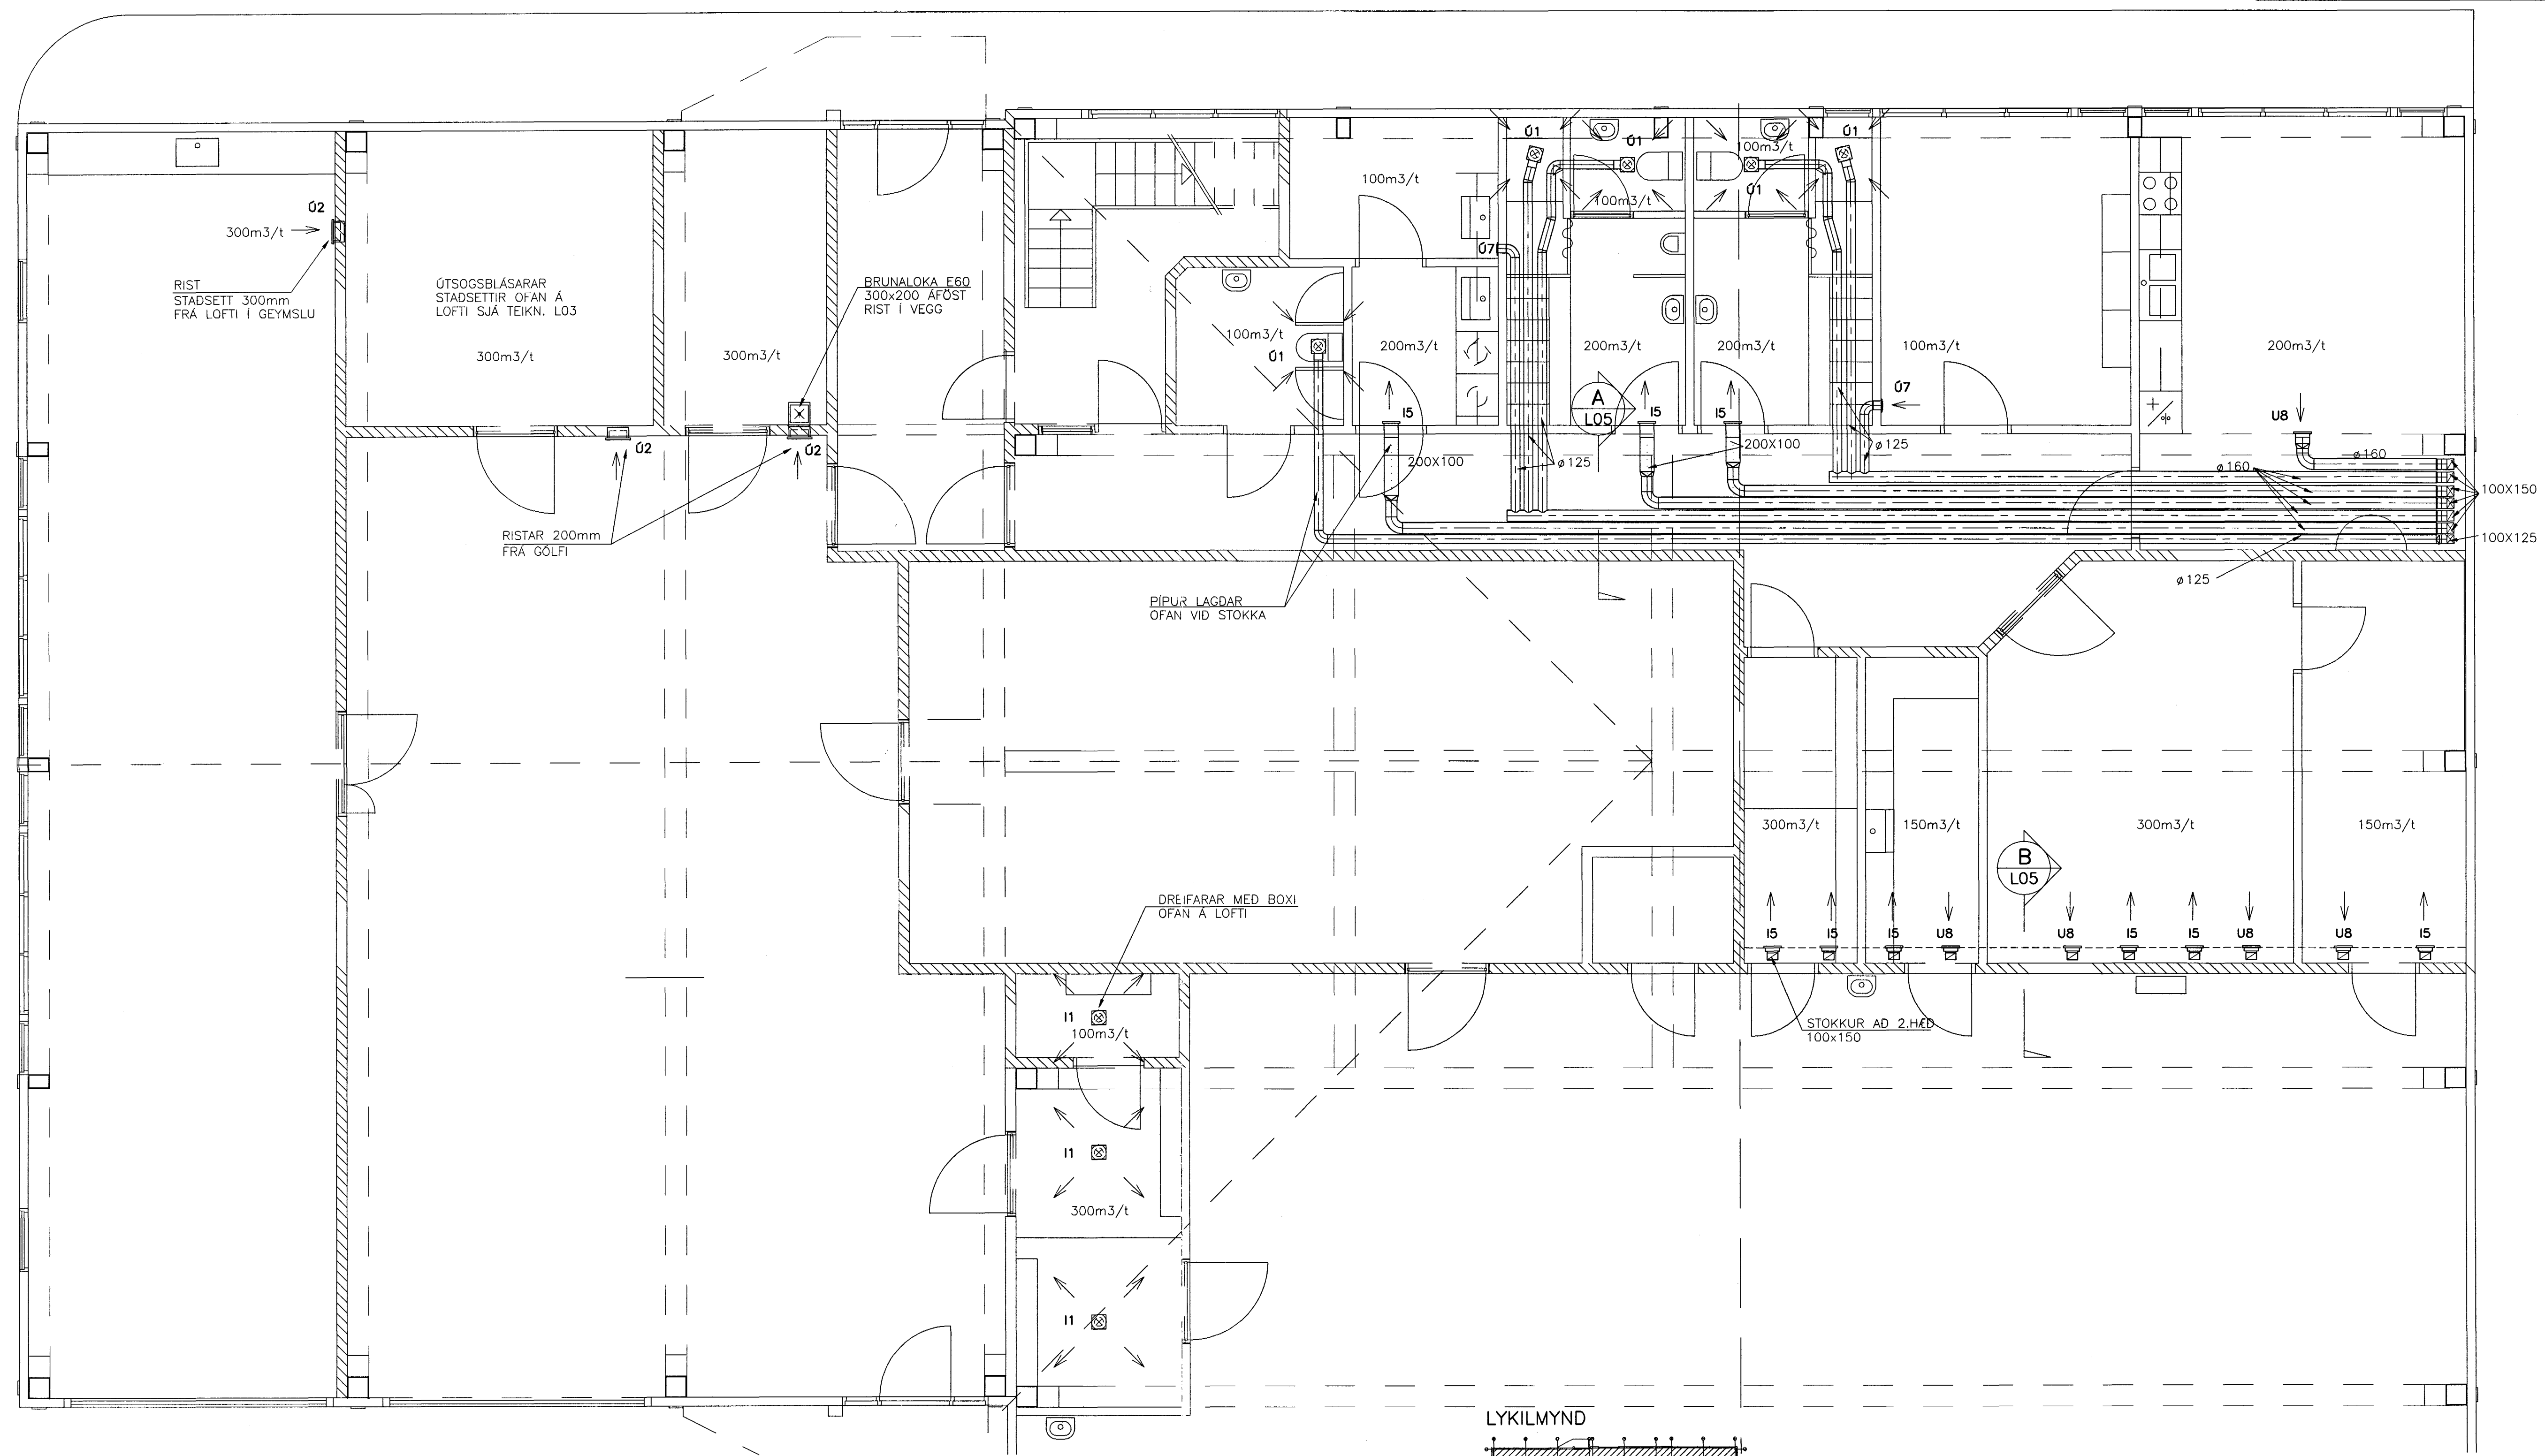 Ú1
Ú1
Ú1
100m3/t
100m3/t
Ú1
100m3/t
Ú2
300m3/t
Ú7
RIST
STAÐSETT 300mm
FRÁ LOFTI Í GEYMSLU
ÚTSOGSBLÁSARAR
STAÐSETTIR OFAN Á
LOFTI SJÁ TEIKN. L03
BRUNALOKA E60
300x200 ÁFÖST
RIST Í VEGG
300m3/t
300m3/t
100m3/t
Ú1
200m3/t
200m3/t
200m3/t
100m3/t
200m3/t
Ú7
A
L05
I5
I5
I5
U8
Ú2
Ú2
200X100
ø125
200X100
ø125
ø160
ø160
100X150
RISTAR 200mm
FRÁ GÓLFI
100X125
ø125
PÍPUR LAGÐAR
OFAN VIÐ STOKKA
300m3/t
150m3/t
300m3/t
150m3/t
B
L05
DREIFARAR MEÐ BOXI
OFAN Á LOFTI
I5
I5
I5
U8
U8
I5
I5
U8
U8
I5
I1
100m3/t
STOKKUR AÐ 2.HÆÐ
100x150
I1
300m3/t
I1
LYKILMYND